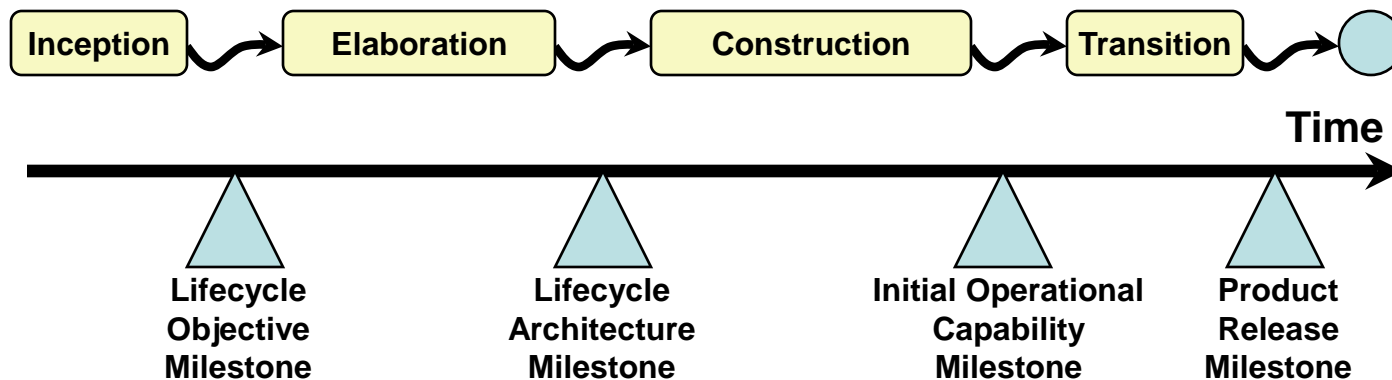 Inception
Elaboration
Construction
Transition
Time
Lifecycle
Objective
Milestone
Lifecycle
Architecture
Milestone
Initial Operational
Capability
Milestone
Product
Release
Milestone